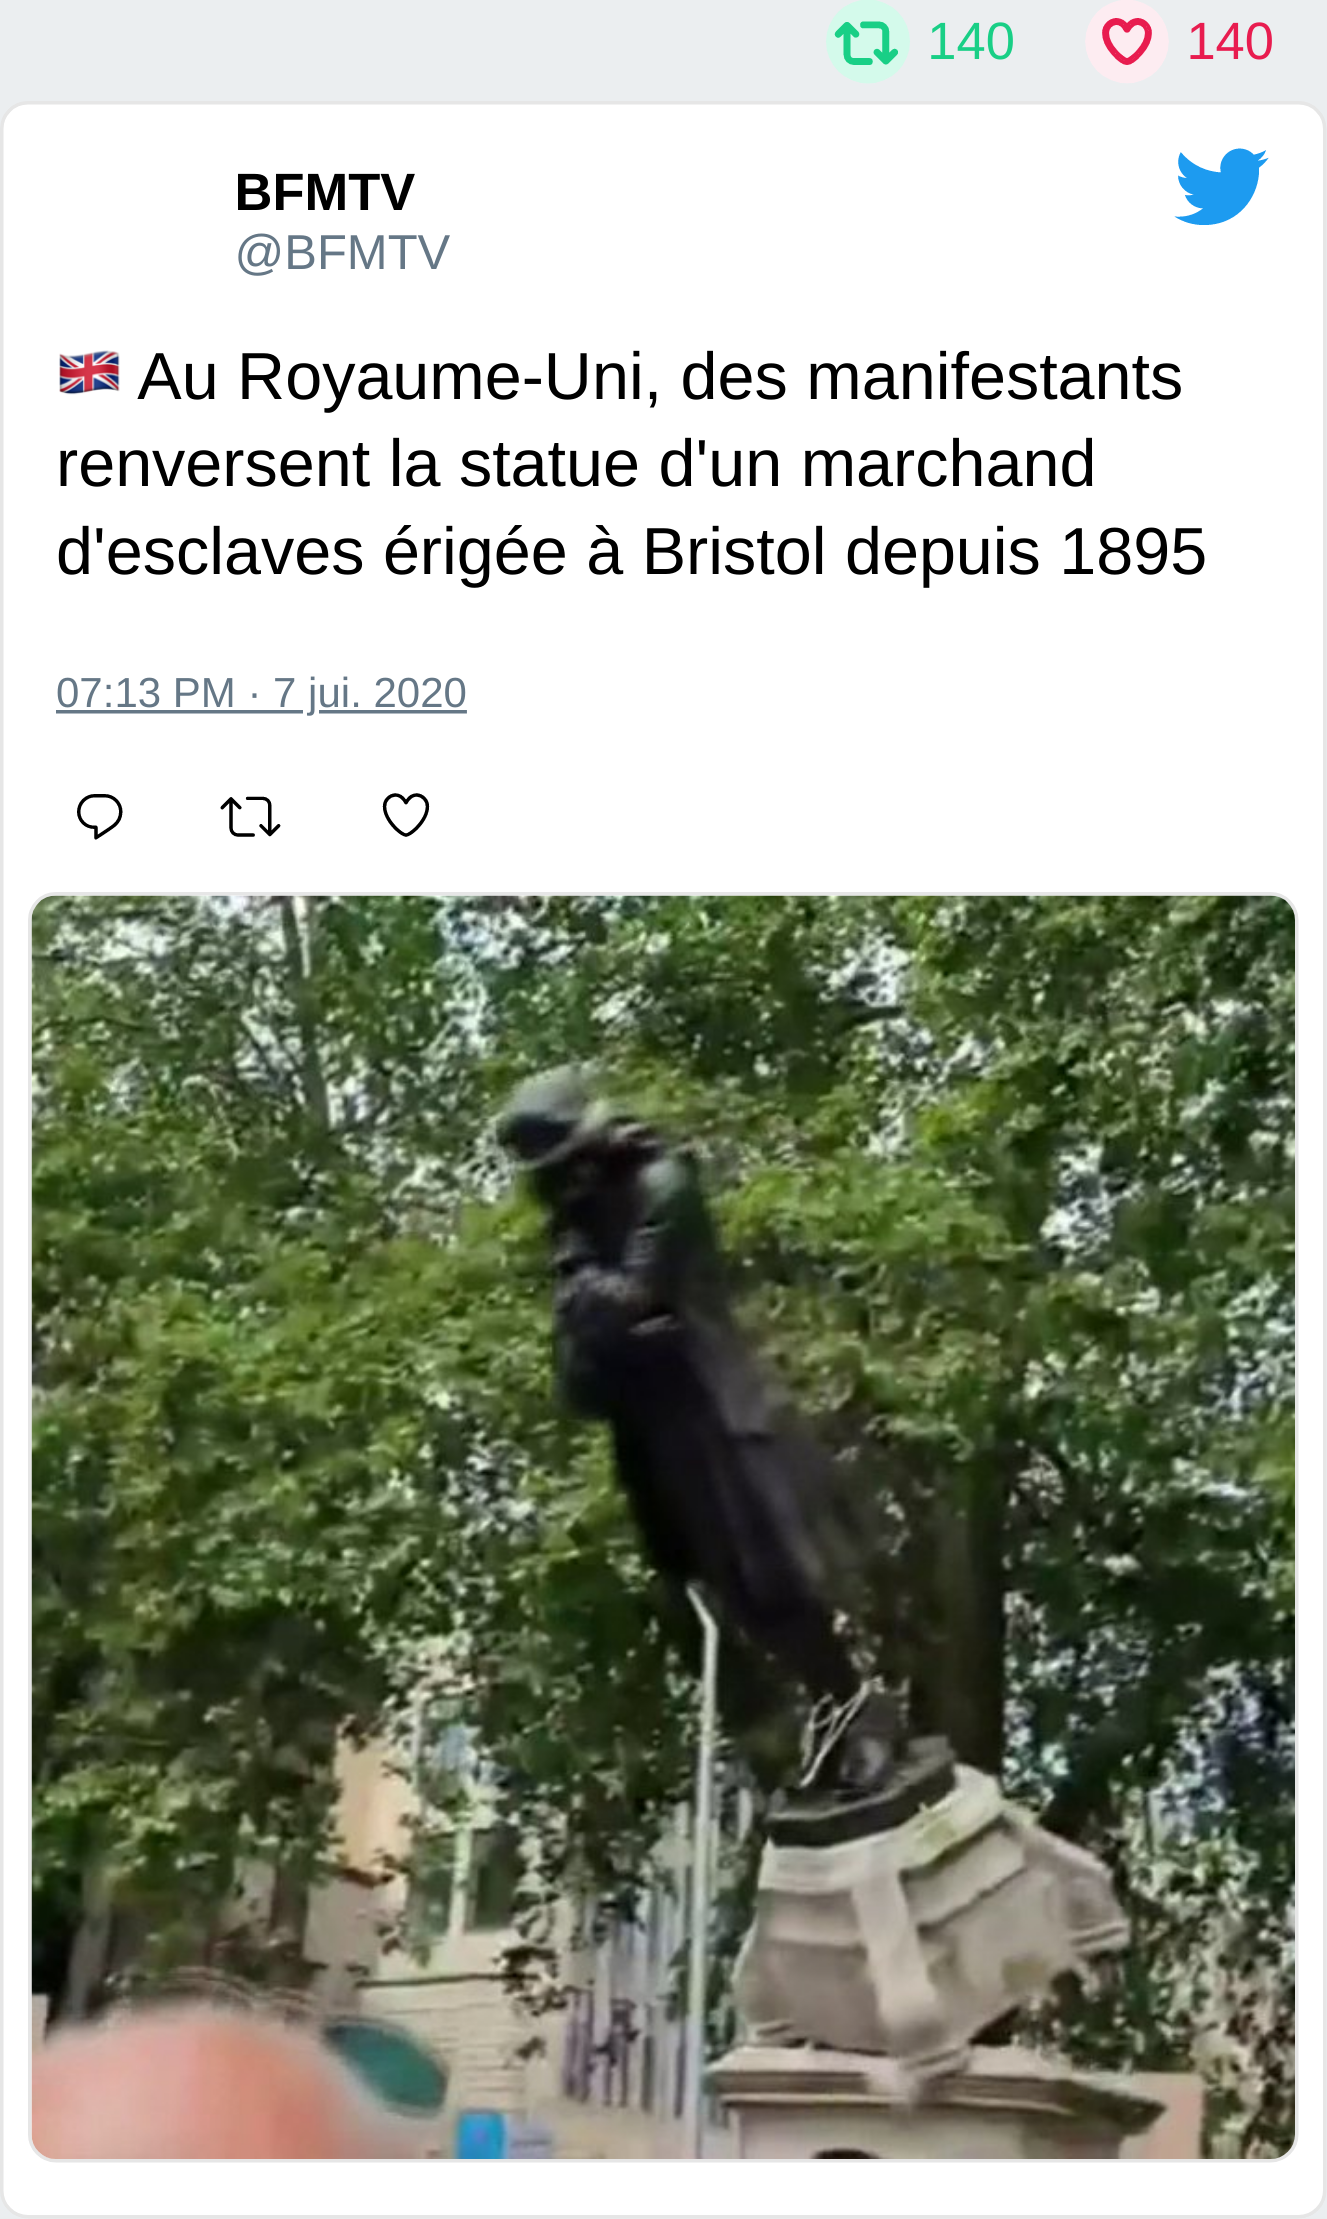 140 140
BFMTV
@BFMTV
🇬🇧 Au Royaume-Uni, des manifestants
renversent la statue d'un marchand
d'esclaves érigée à Bristol depuis 1895
07:13 PM · 7 jui. 2020